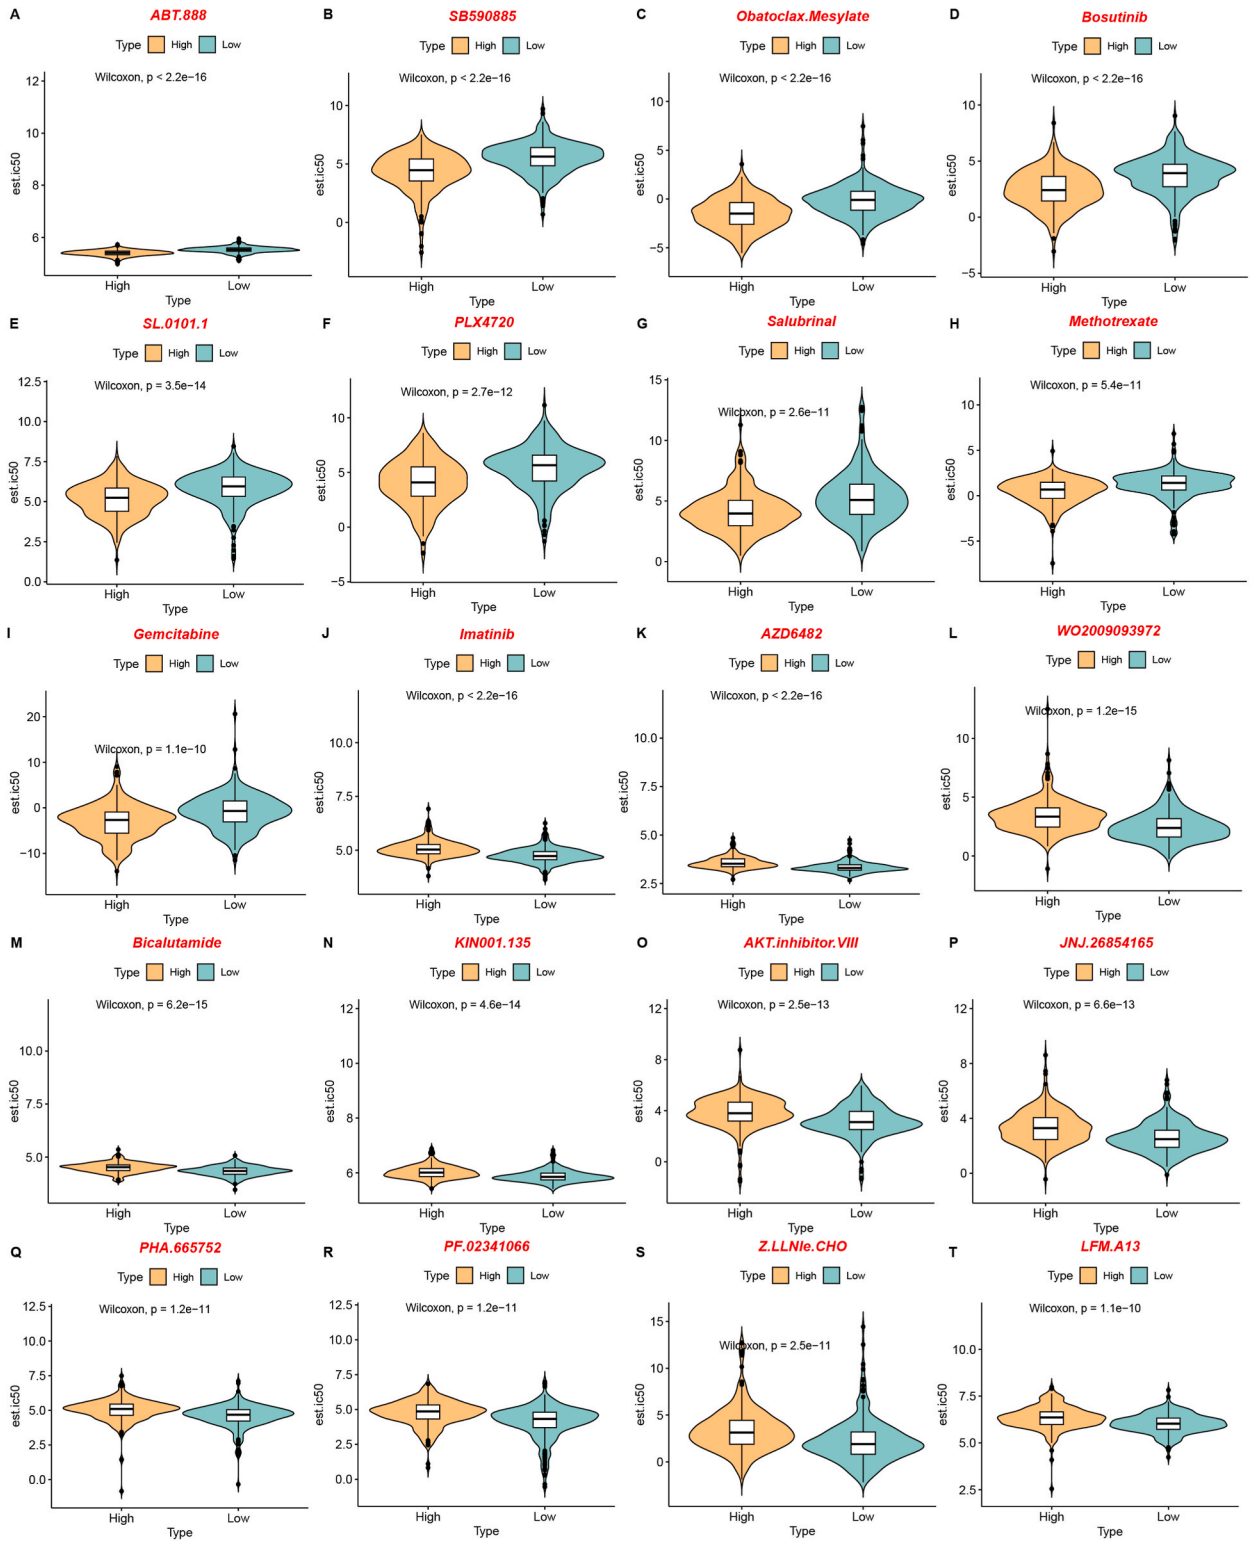 A
ABT.888
Type High Low
Wilcoxon, p < 2.2e−16
est.ic50
12
10
8
6
High Low
Type
B
SB590885
Type High Low
Wilcoxon, p < 2.2e−16
est.ic50
10
5
0
High Low
Type
C
Obatoclax.Mesylate
Type High Low
Wilcoxon, p < 2.2e−16
est.ic50
10
5
0
−5
High Low
Type
D
Bosutinib
Type High Low
Wilcoxon, p < 2.2e−16
est.ic50
10
5
0
−5
High Low
Type
E
SL.0101.1
Type High Low
Wilcoxon, p = 3.5e−14
est.ic50
12.5
10.0
7.5
5.0
2.5
0.0
High Low
Type
F
PLX4720
Type High Low
Wilcoxon, p = 2.7e−12
est.ic50
10
5
0
−5
High Low
Type
G
Salubrinal
Type High Low
Wilcoxon, p = 2.6e−11
est.ic50
15
10
5
0
High Low
Type
H
Methotrexate
Type High Low
Wilcoxon, p = 5.4e−11
est.ic50
10
5
0
−5
High Low
Type
I
Gemcitabine
Type High Low
Wilcoxon, p = 1.1e−10
est.ic50
20
10
0
−10
High Low
Type
J
Imatinib
Type High Low
Wilcoxon, p < 2.2e−16
est.ic50
10.0
7.5
5.0
High Low
Type
K
AZD6482
Type High Low
Wilcoxon, p < 2.2e−16
est.ic50
10.0
7.5
5.0
2.5
High Low
Type
L
WO2009093972
Type High Low
Wilcoxon, p = 1.2e−15
est.ic50
10
5
0
High Low
Type
M
Bicalutamide
Type High Low
Wilcoxon, p = 6.2e−15
est.ic50
10.0
7.5
5.0
High Low
Type
N
KIN001.135
Type High Low
Wilcoxon, p = 4.6e−14
est.ic50
12
10
8
6
High Low
Type
O
AKT.inhibitor.VIII
Type High Low
Wilcoxon, p = 2.5e−13
est.ic50
12
8
4
0
High Low
Type
P
JNJ.26854165
Type High Low
Wilcoxon, p = 6.6e−13
est.ic50
12
8
4
0
High Low
Type
Q
PHA.665752
Type High Low
Wilcoxon, p = 1.2e−11
est.ic50
12.5
10.0
7.5
5.0
2.5
0.0
High Low
Type
R
PF.02341066
Type High Low
Wilcoxon, p = 1.2e−11
est.ic50
12.5
10.0
7.5
5.0
2.5
0.0
High Low
Type
S
Z.LLNle.CHO
Type High Low
Wilcoxon, p = 2.5e−11
est.ic50
15
10
5
0
High Low
Type
T
LFM.A13
Type High Low
Wilcoxon, p = 1.1e−10
est.ic50
10.0
7.5
5.0
2.5
High Low
Type